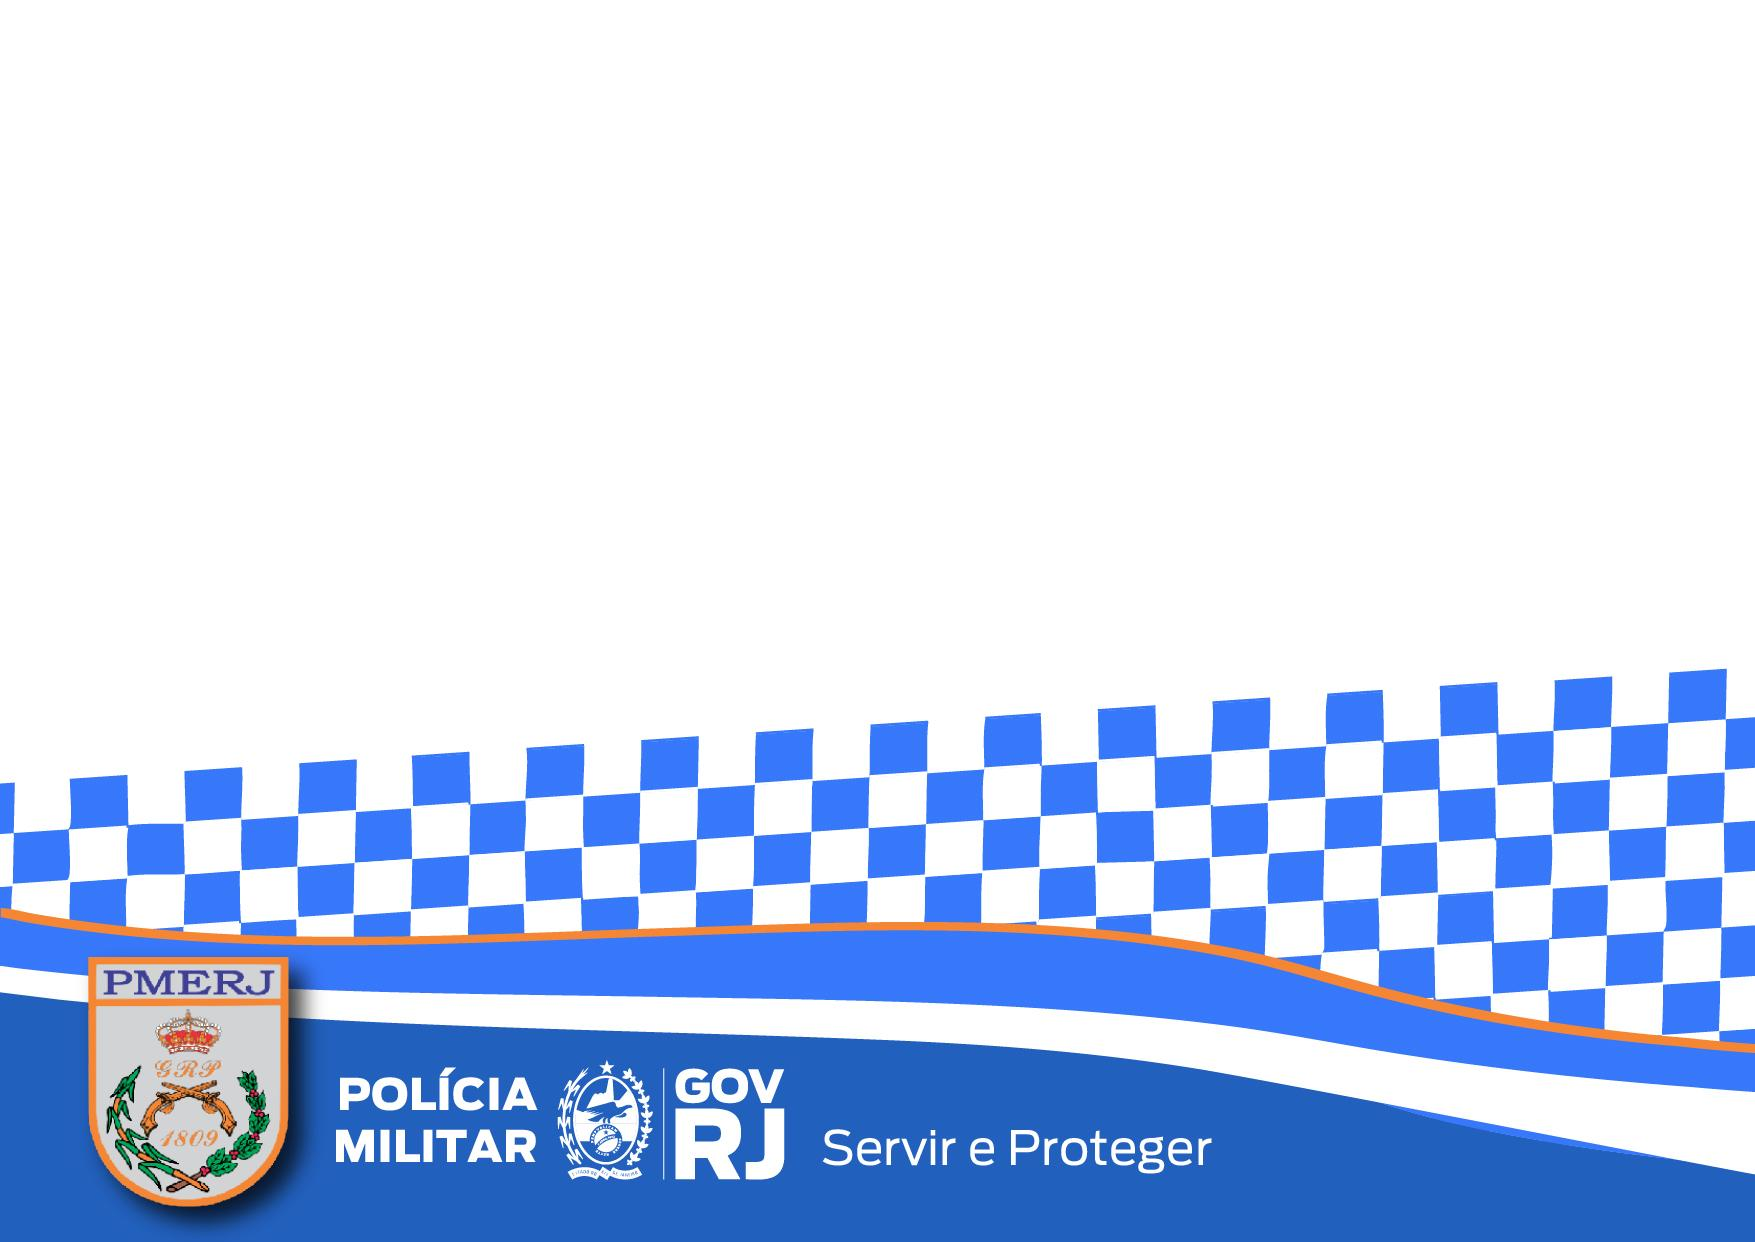 PMERJ
GRP
1809
POLÍCIA
MILITAR
GOV
RJ
Servir e Proteger